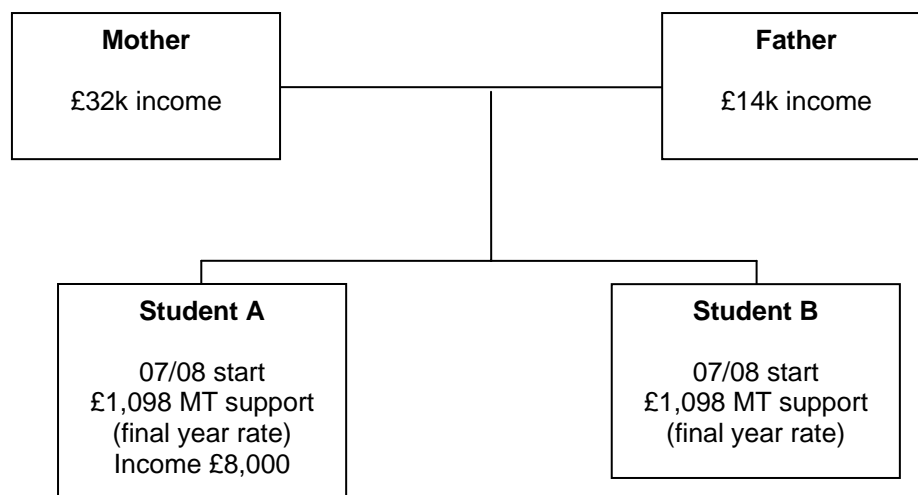 Mother
£32k income
Father
£14k income
Student A
07/08 start
£1,098 MT support
(final year rate)
Income £8,000
Student B
07/08 start
£1,098 MT support
(final year rate)